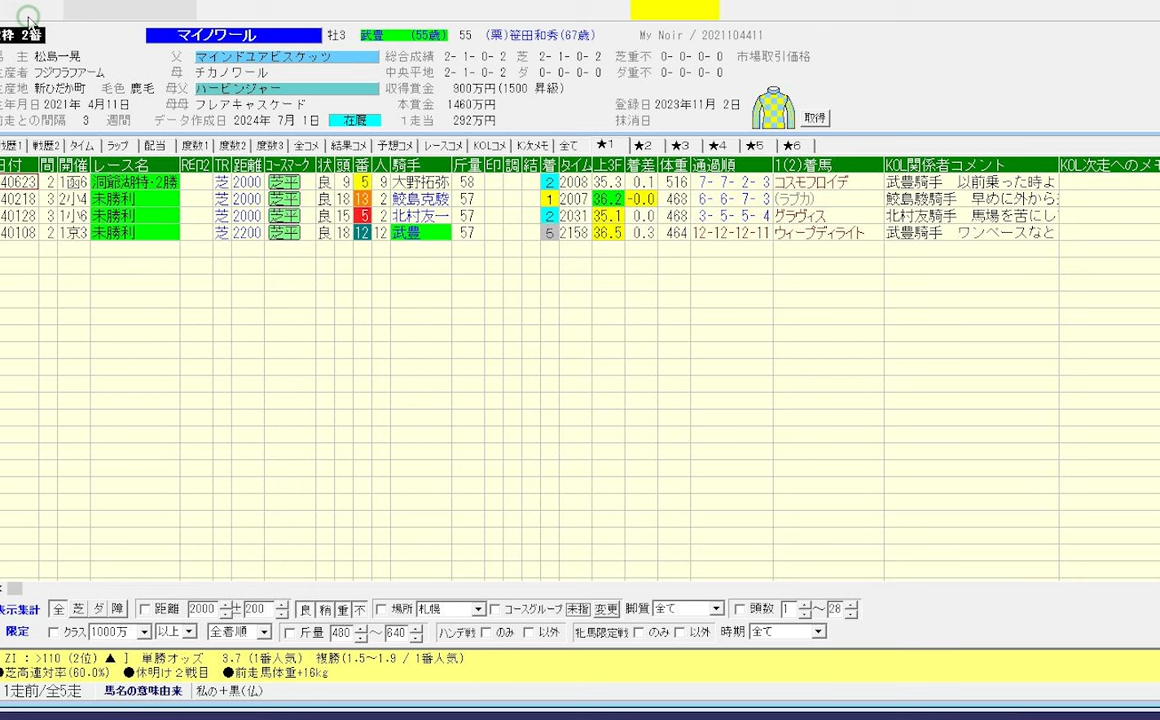 枠 2番 マイノワール 牡3 武豊 (55歳) 55 (栗)笹田和秀(67歳) My Noir / 2021104411
主 松島一晃 父 マインドユアビスケッツ 総合成績 2- 1- 0- 2 芝 2- 1- 0- 2 芝重不 0- 0- 0- 0 市場取引価格
生産者 フジワラファーム 母 チカノワール 中央平地 2- 1- 0- 2 ダ 0- 0- 0- 0 ダ重不 0- 0- 0- 0
生産地 新ひだか町 毛色 鹿毛 母父 ハービンジャー 収得賞金 900万円(1500 昇級)
生年月日 2021年 4月11日 母母 フレアキャスケード 本賞金 1460万円 登録日 2023年11月 2日
前走との間隔 3 週間 データ作成日 2024年 7月 1日 在厩 1走当 292万円 抹消日 取得
戦歴1 戦歴2 タイム ラップ 配当 度数1 度数2 度数3 全コメ 結果コメ 予想コメ レースコメ KOLコメ K次メモ 全て ★1 ★2 ★3 ★4 ★5 ★6
日付 間 開催 レース名 RED2 TR 距離 コースマーク 状 頭 番 人 騎手 斤量 印 調 結 着 タイム 上3F 着差 体重 通過順 1(2)着馬 KOL関係者コメント KOL次走へのメモ
40623 2 1函6 洞爺湖特・2勝 芝 2000 芝平 良 9 5 9 大野拓弥 58 2 2008 35.3 0.1 516 7- 7- 2- 3 コスモフロイデ 武豊騎手 以前乗った時よ
40218 3 2小4 未勝利 芝 2000 芝平 良 18 13 2 鮫島克駿 57 1 2007 36.2 -0.0 468 6- 6- 7- 3 (ラブカ) 鮫島駿騎手 早めに外から
40128 3 1小6 未勝利 芝 2000 芝平 良 15 5 2 北村友一 57 2 2031 35.1 0.0 468 3- 5- 5- 4 グラヴィス 北村友騎手 馬場を苦にし
40108 2 1京3 未勝利 芝 2200 芝平 良 18 12 12 武豊 57 5 2158 36.5 0.3 464 12-12-12-11 ウィープディライト 武豊騎手 ワンペースなと
表示集計 全 芝 ダ 障 距離 2000 ± 200 良 稍 重 不 場所 札幌 コースグループ 未指 変更 脚質 全て 頭数 1 ～ 28
限定 クラス 1000万 以上 全着順 斤量 480 ～ 640 ハンデ戦 のみ 以外 牝馬限定戦 のみ 以外 時期 全て
ZI : >110 (2位) ▲ ] 単勝オッズ 3.7 (1番人気) 複勝(1.5～1.9 / 1番人気)
●芝高連対率(60.0%) ●休明け2戦目 ●前走馬体重+16kg
1走前/全5走 馬名の意味由来 私の＋黒(仏)